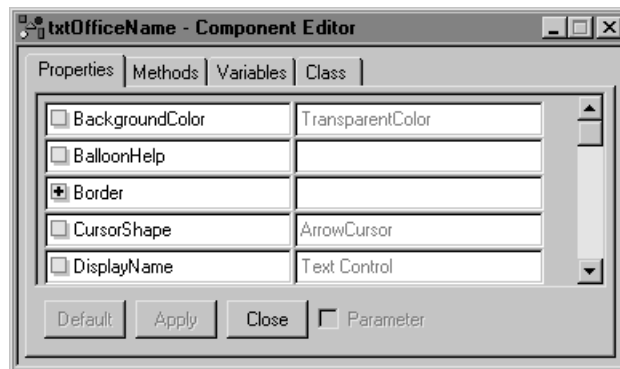 txtOfficeName - Component Editor
Properties Methods Variables Class
BackgroundColor TransparentColor
BalloonHelp
Border
CursorShape ArrowCursor
DisplayName Text Control
Default Apply Close Parameter